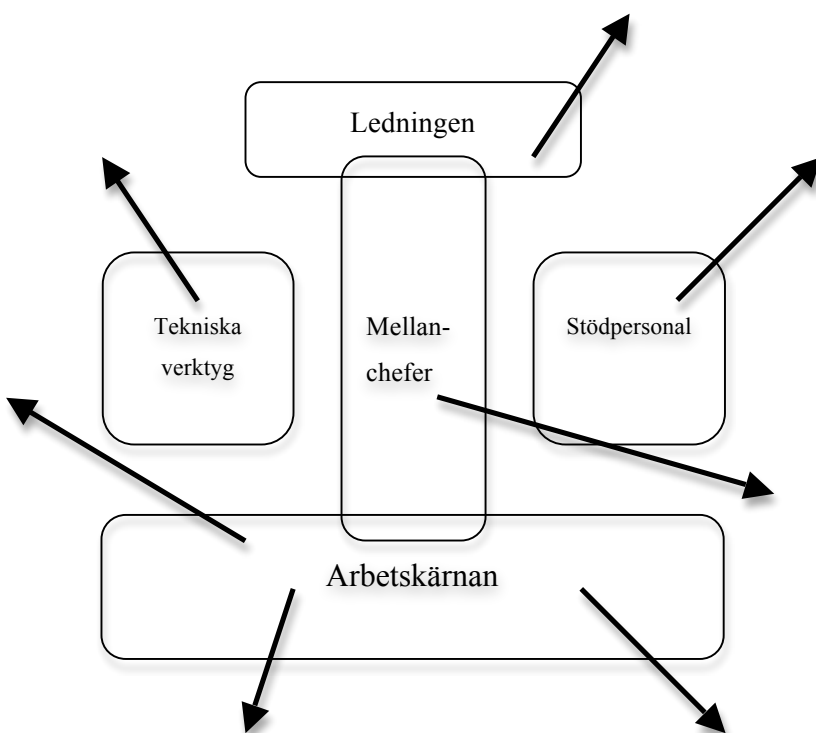 Ledningen
Tekniska
verktyg
Mellan-
chefer
Stödpersonal
Arbetskärnan